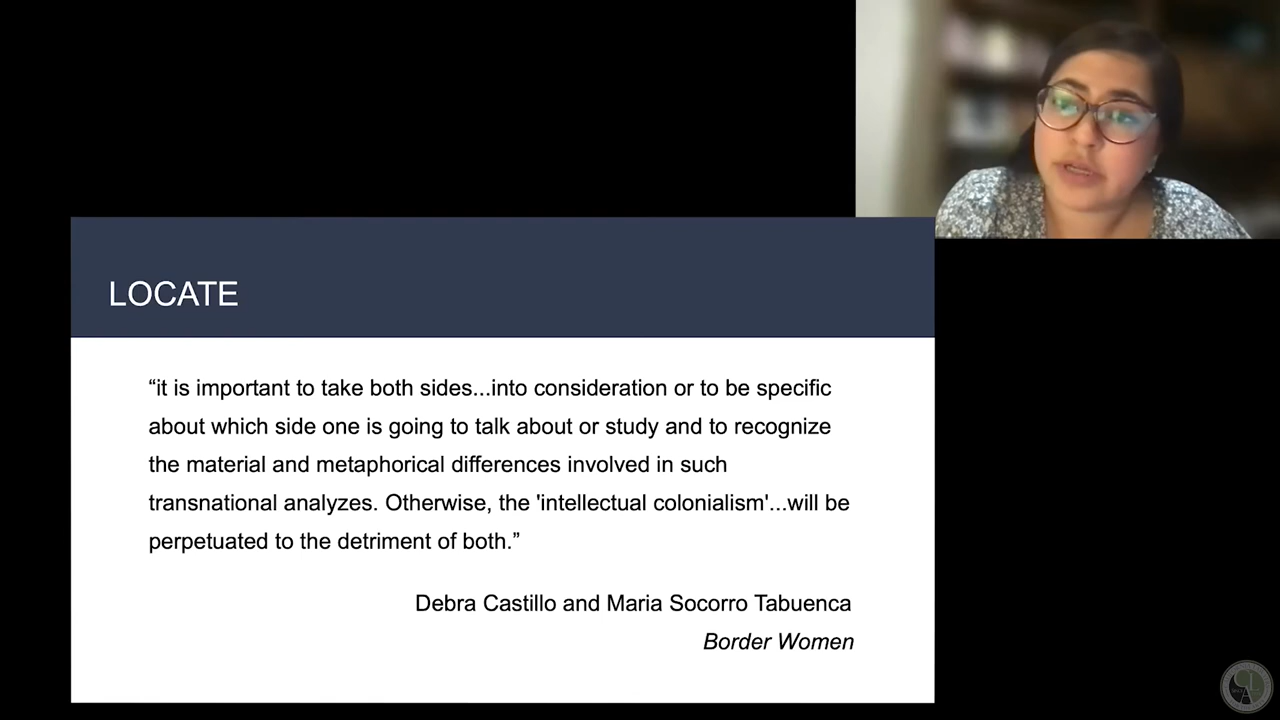 LOCATE
“it is important to take both sides...into consideration or to be specific
about which side one is going to talk about or study and to recognize
the material and metaphorical differences involved in such
transnational analyzes. Otherwise, the 'intellectual colonialism'...will be
perpetuated to the detriment of both.”
Debra Castillo and Maria Socorro Tabuenca
Border Women